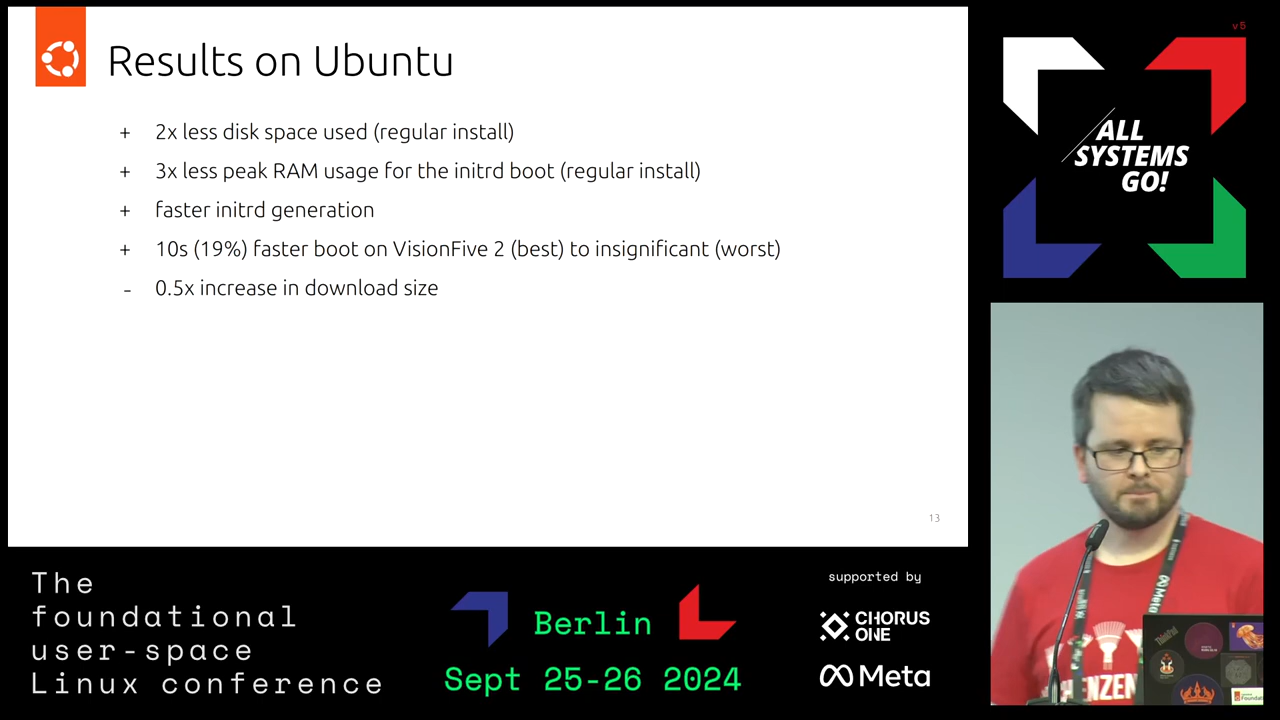 Results on Ubuntu
+ 2x less disk space used (regular install)
+ 3x less peak RAM usage for the initrd boot (regular install)
+ faster initrd generation
+ 10s (19%) faster boot on VisionFive 2 (best) to insignificant (worst)
- 0.5x increase in download size
13
v5
ALL
SYSTEMS
GO!
The
foundational
user-space
Linux conference
Berlin
Sept 25-26 2024
supported by
CHORUS
ONE
Meta
Meta
ThinkPad